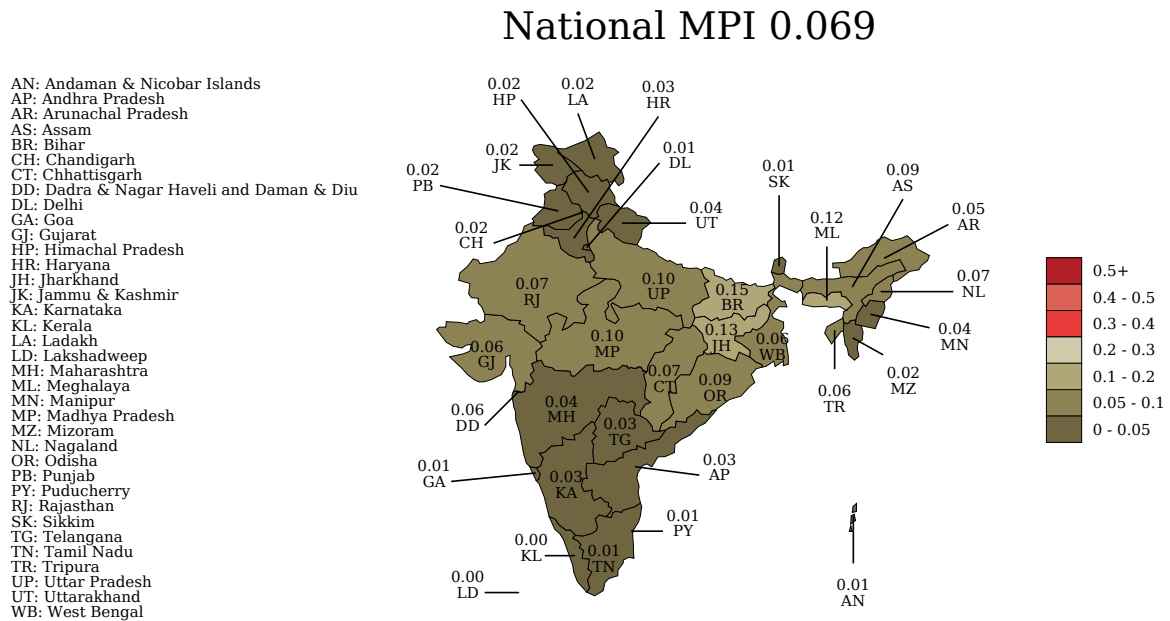 National MPI 0.069
AN: Andaman & Nicobar Islands
AP: Andhra Pradesh
AR: Arunachal Pradesh
AS: Assam
BR: Bihar
CH: Chandigarh
CT: Chhattisgarh
DD: Dadra & Nagar Haveli and Daman & Diu
DL: Delhi
GA: Goa
GJ: Gujarat
HP: Himachal Pradesh
HR: Haryana
JH: Jharkhand
JK: Jammu & Kashmir
KA: Karnataka
KL: Kerala
LA: Ladakh
LD: Lakshadweep
MH: Maharashtra
ML: Meghalaya
MN: Manipur
MP: Madhya Pradesh
MZ: Mizoram
NL: Nagaland
OR: Odisha
PB: Punjab
PY: Puducherry
RJ: Rajasthan
SK: Sikkim
TG: Telangana
TN: Tamil Nadu
TR: Tripura
UP: Uttar Pradesh
UT: Uttarakhand
WB: West Bengal
0.02
HP
0.02
LA
0.03
HR
0.02
JK
0.01
DL
0.02
PB
0.02
CH
0.04
UT
0.01
SK
0.09
AS
0.12
ML
0.05
AR
0.07
NL
0.04
MN
0.02
MZ
0.06
TR
0.07
RJ
0.10
UP
0.15
BR
0.13
JH
0.06
WB
0.06
GJ
0.10
MP
0.07
CT
0.09
OR
0.06
DD
0.04
MH
0.03
TG
0.01
GA
0.03
KA
0.03
AP
0.01
PY
0.00
KL
0.01
TN
0.00
LD
0.01
AN
0.5+
0.4 - 0.5
0.3 - 0.4
0.2 - 0.3
0.1 - 0.2
0.05 - 0.1
0 - 0.05